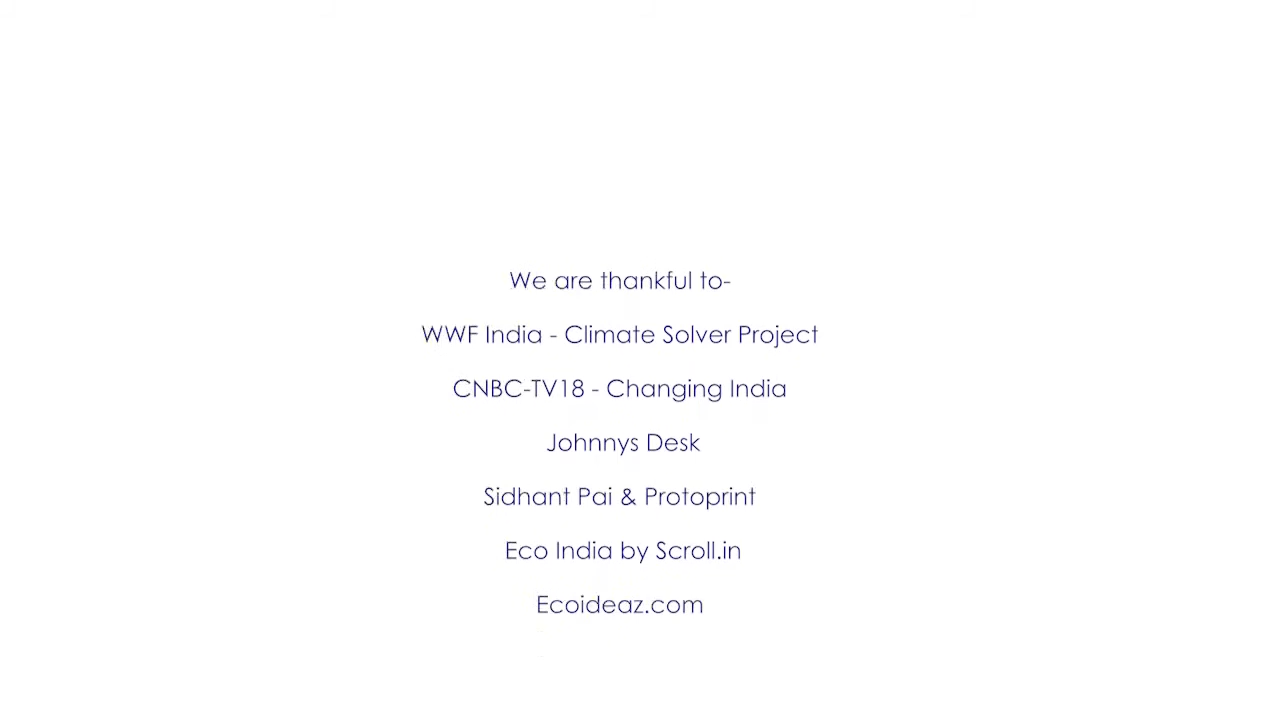 We are thankful to-
WWF India - Climate Solver Project
CNBC-TV18 - Changing India
Johnnys Desk
Sidhant Pai & Protoprint
Eco India by Scroll.in
Ecoideaz.com